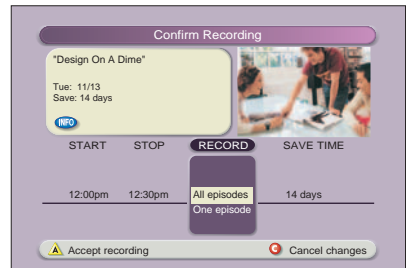 Confirm Recording
"Design On A Dime"
Tue: 11/13
Save: 14 days
INFO
START STOP RECORD SAVE TIME
12:00pm 12:30pm All episodes 14 days
One episode
A Accept recording C Cancel changes